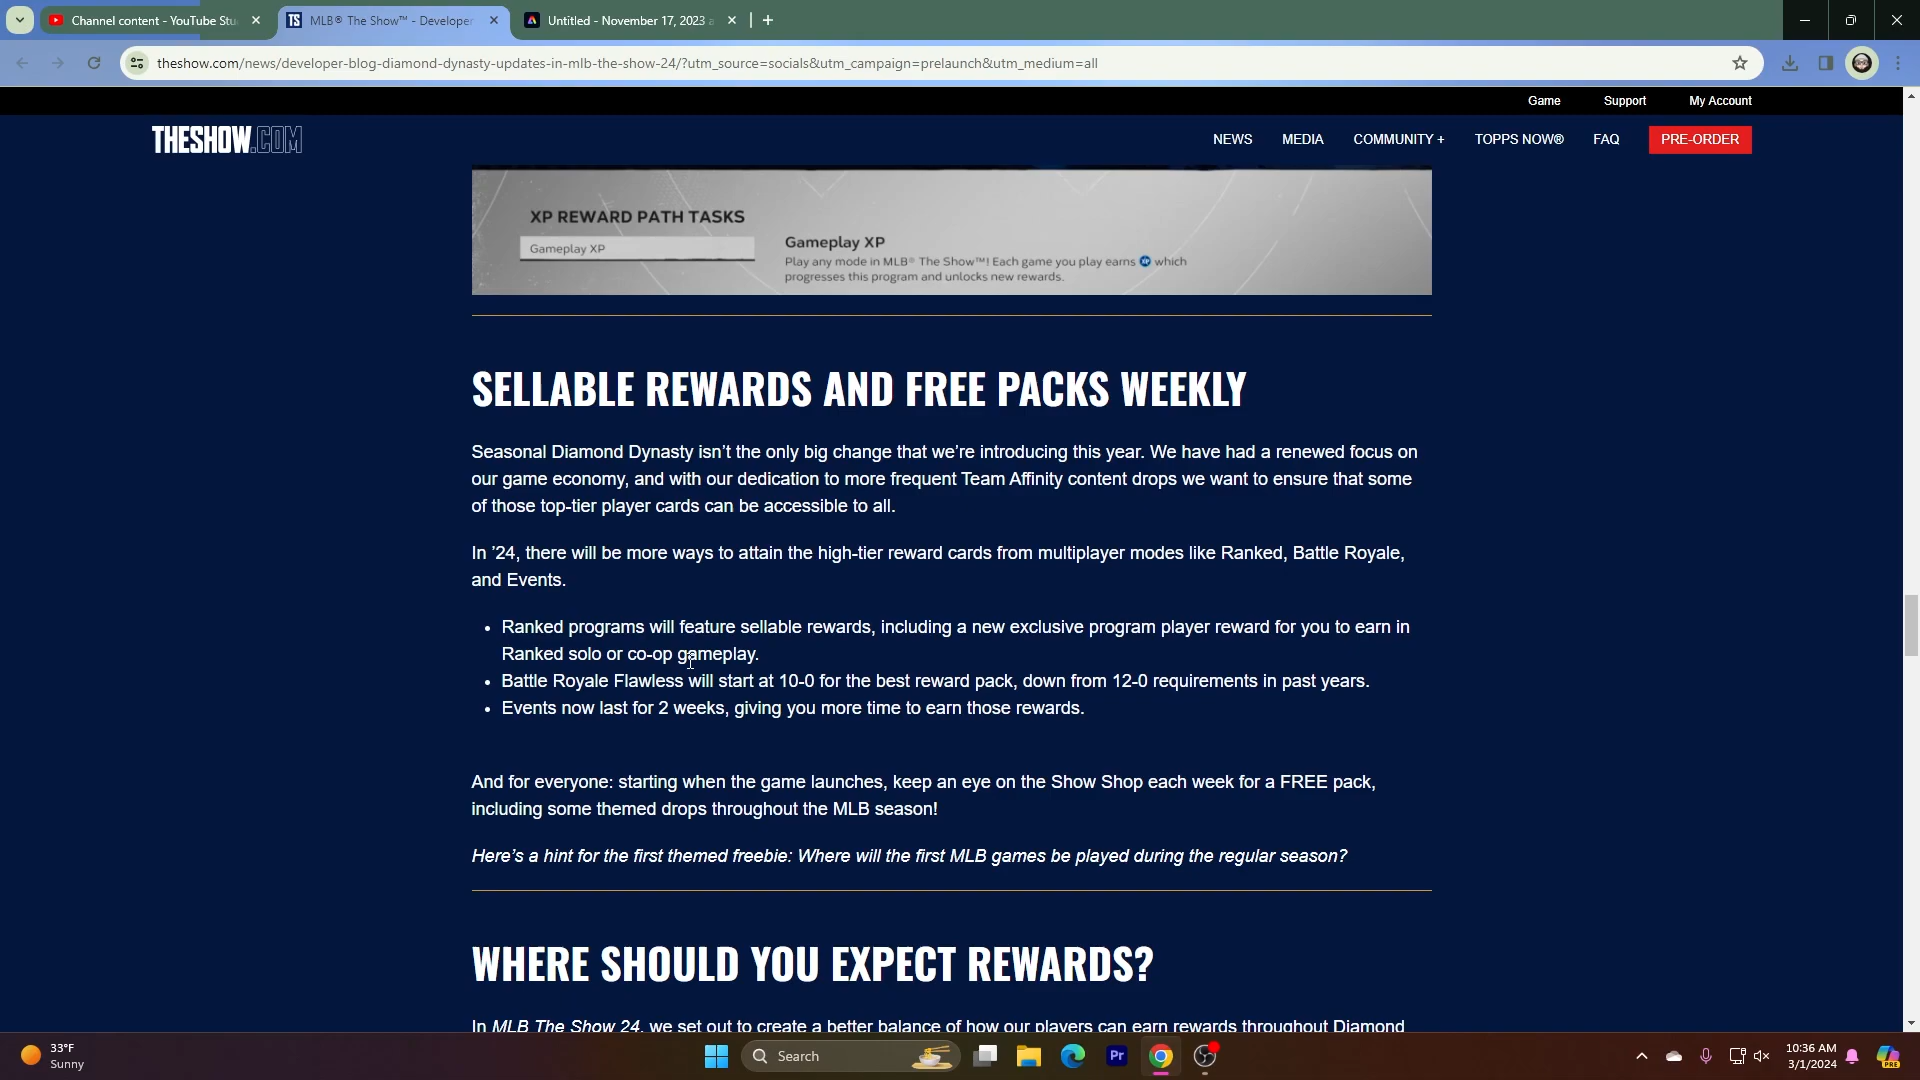 Channel content - YouTube Stu
MLB® The Show™ - Developer
Untitled - November 17, 2023 a
theshow.com/news/developer-blog-diamond-dynasty-updates-in-mlb-the-show-24/?utm_source=socials&utm_campaign=prelaunch&utm_medium=all
Game Support My Account
THESHOW.COM
NEWS MEDIA COMMUNITY + TOPPS NOW® FAQ PRE-ORDER
XP REWARD PATH TASKS
Gameplay XP
Gameplay XP
Play any mode in MLB® The Show™! Each game you play earns XP which
progresses this program and unlocks new rewards.
SELLABLE REWARDS AND FREE PACKS WEEKLY
Seasonal Diamond Dynasty isn’t the only big change that we’re introducing this year. We have had a renewed focus on
our game economy, and with our dedication to more frequent Team Affinity content drops we want to ensure that some
of those top-tier player cards can be accessible to all.
In ’24, there will be more ways to attain the high-tier reward cards from multiplayer modes like Ranked, Battle Royale,
and Events.
• Ranked programs will feature sellable rewards, including a new exclusive program player reward for you to earn in
Ranked solo or co-op gameplay.
• Battle Royale Flawless will start at 10-0 for the best reward pack, down from 12-0 requirements in past years.
• Events now last for 2 weeks, giving you more time to earn those rewards.
And for everyone: starting when the game launches, keep an eye on the Show Shop each week for a FREE pack,
including some themed drops throughout the MLB season!
Here’s a hint for the first themed freebie: Where will the first MLB games be played during the regular season?
WHERE SHOULD YOU EXPECT REWARDS?
In MLB The Show 24, we set out to create a better balance of how our players can earn rewards throughout Diamond
33°F
Sunny
Search
Pr
10:36 AM
3/1/2024
PRE